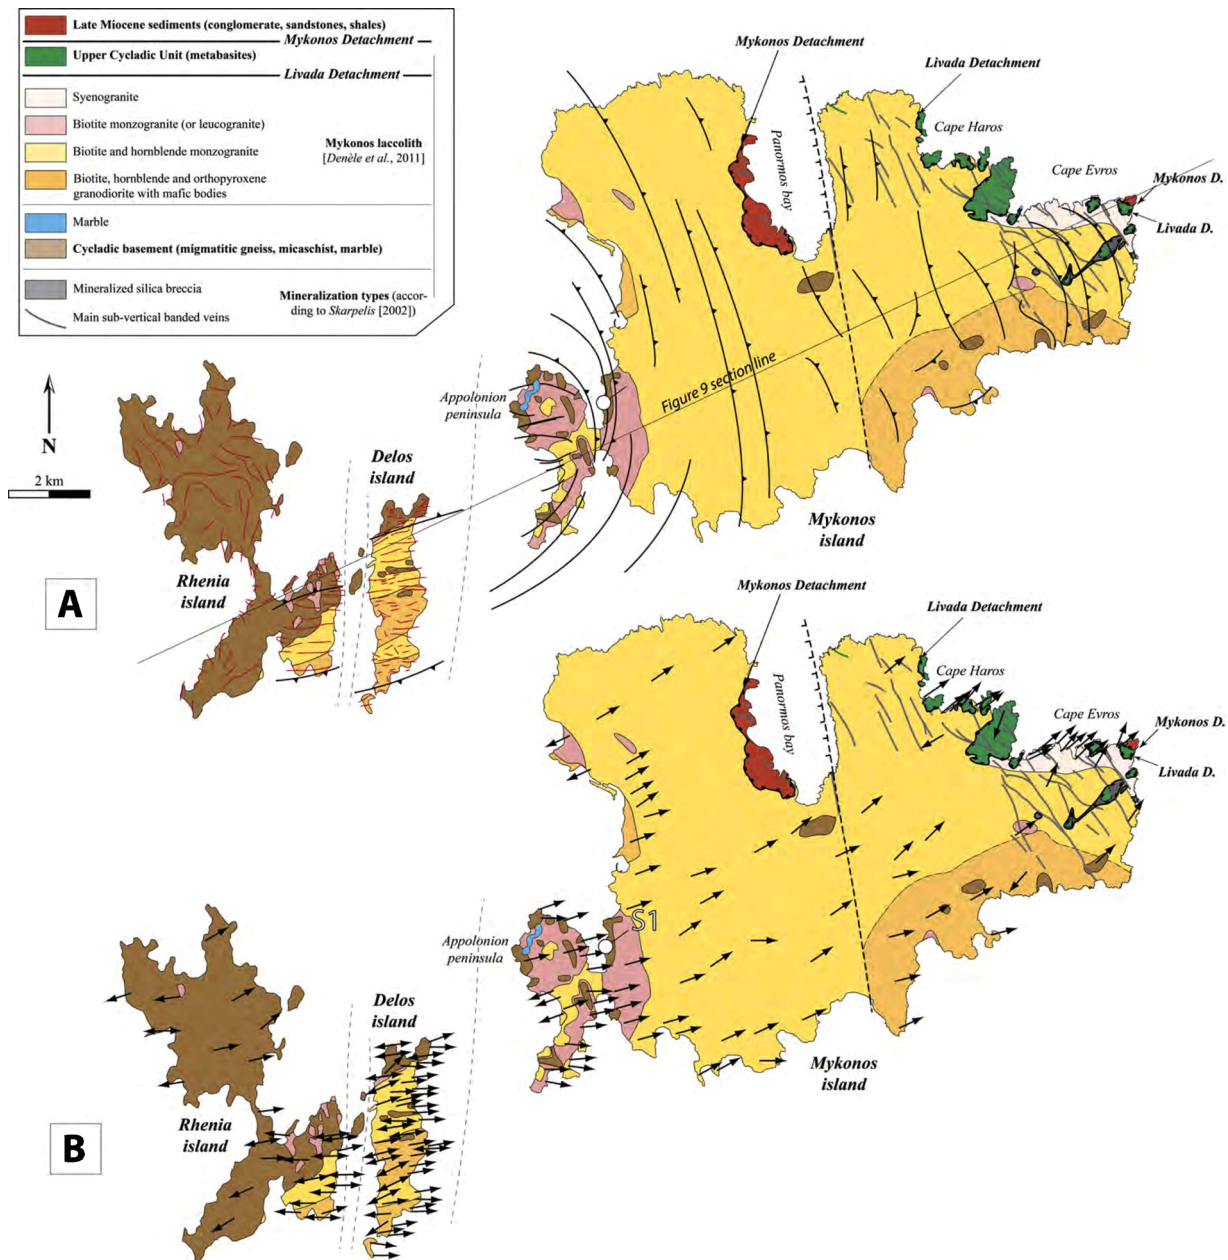 Late Miocene sediments (conglomerate, sandstones, shales)
Mykonos Detachment
Upper Cycladic Unit (metabasites)
Livada Detachment
Syenogranite
Biotite monzogranite (or leucogranite)
Biotite and hornblende monzogranite
Biotite, hornblende and orthopyroxene
granodiorite with mafic bodies
Mykonos laccolith
[Denèle et al., 2011]
Marble
Cycladic basement (migmatitic gneiss, micaschist, marble)
Mineralized silica breccia
Main sub-vertical banded veins
Mineralization types (accor-
ding to Skarpelis [2002])
N
2 km
A
Mykonos Detachment
Livada Detachment
Cape Haros
Panormos bay
Cape Evros
Mykonos D.
Livada D.
Figure 9 section line
Appolonion
peninsula
Delos
island
Rhenia
island
Mykonos
island
B
Mykonos Detachment
Livada Detachment
Cape Haros
Panormos bay
Cape Evros
Mykonos D.
Livada D.
S1
Appolonion
peninsula
Delos
island
Rhenia
island
Mykonos
island